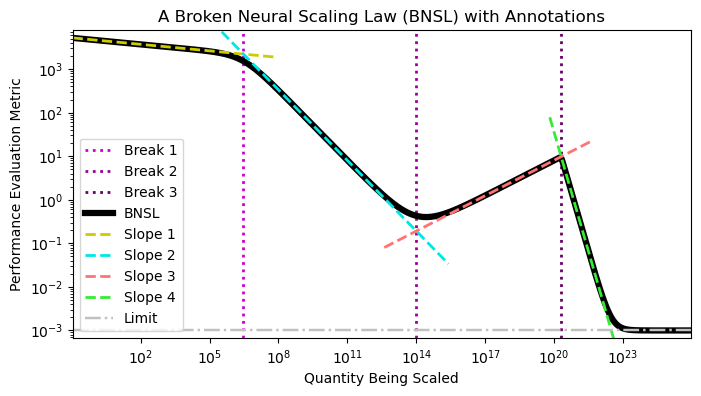 A Broken Neural Scaling Law (BNSL) with Annotations
Performance Evaluation Metric
10³
10²
10¹
10⁰
10⁻¹
10⁻²
10⁻³
Break 1
Break 2
Break 3
BNSL
Slope 1
Slope 2
Slope 3
Slope 4
Limit
10² 10⁵ 10⁸ 10¹¹ 10¹⁴ 10¹⁷ 10²⁰ 10²³
Quantity Being Scaled